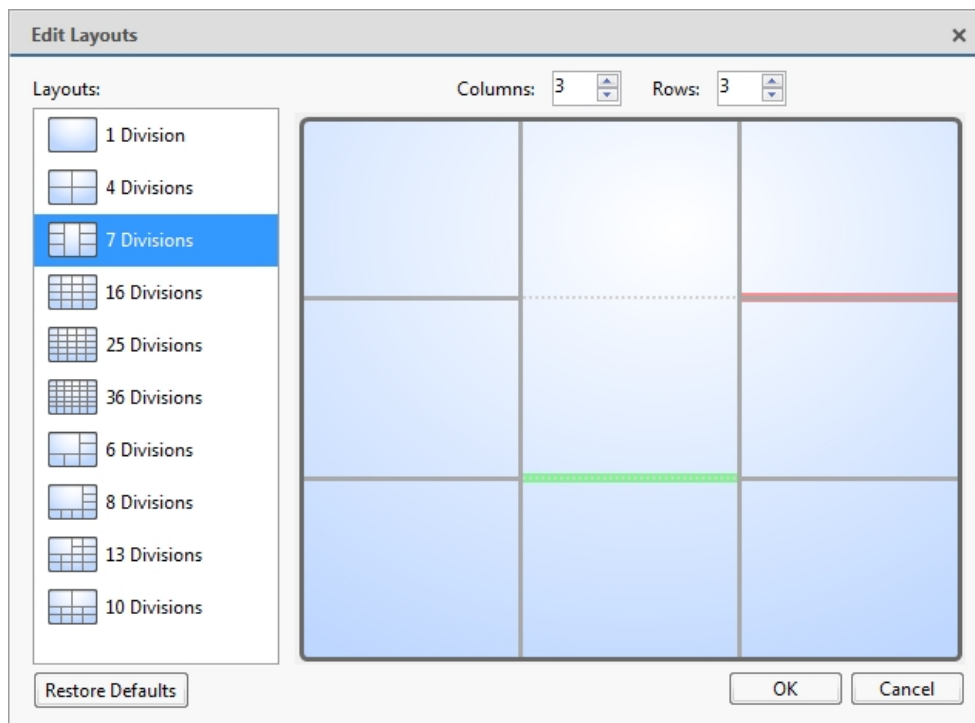 Edit Layouts
Layouts:
Columns: 3 Rows: 3
1 Division
4 Divisions
7 Divisions
16 Divisions
25 Divisions
36 Divisions
6 Divisions
8 Divisions
13 Divisions
10 Divisions
Restore Defaults
OK
Cancel